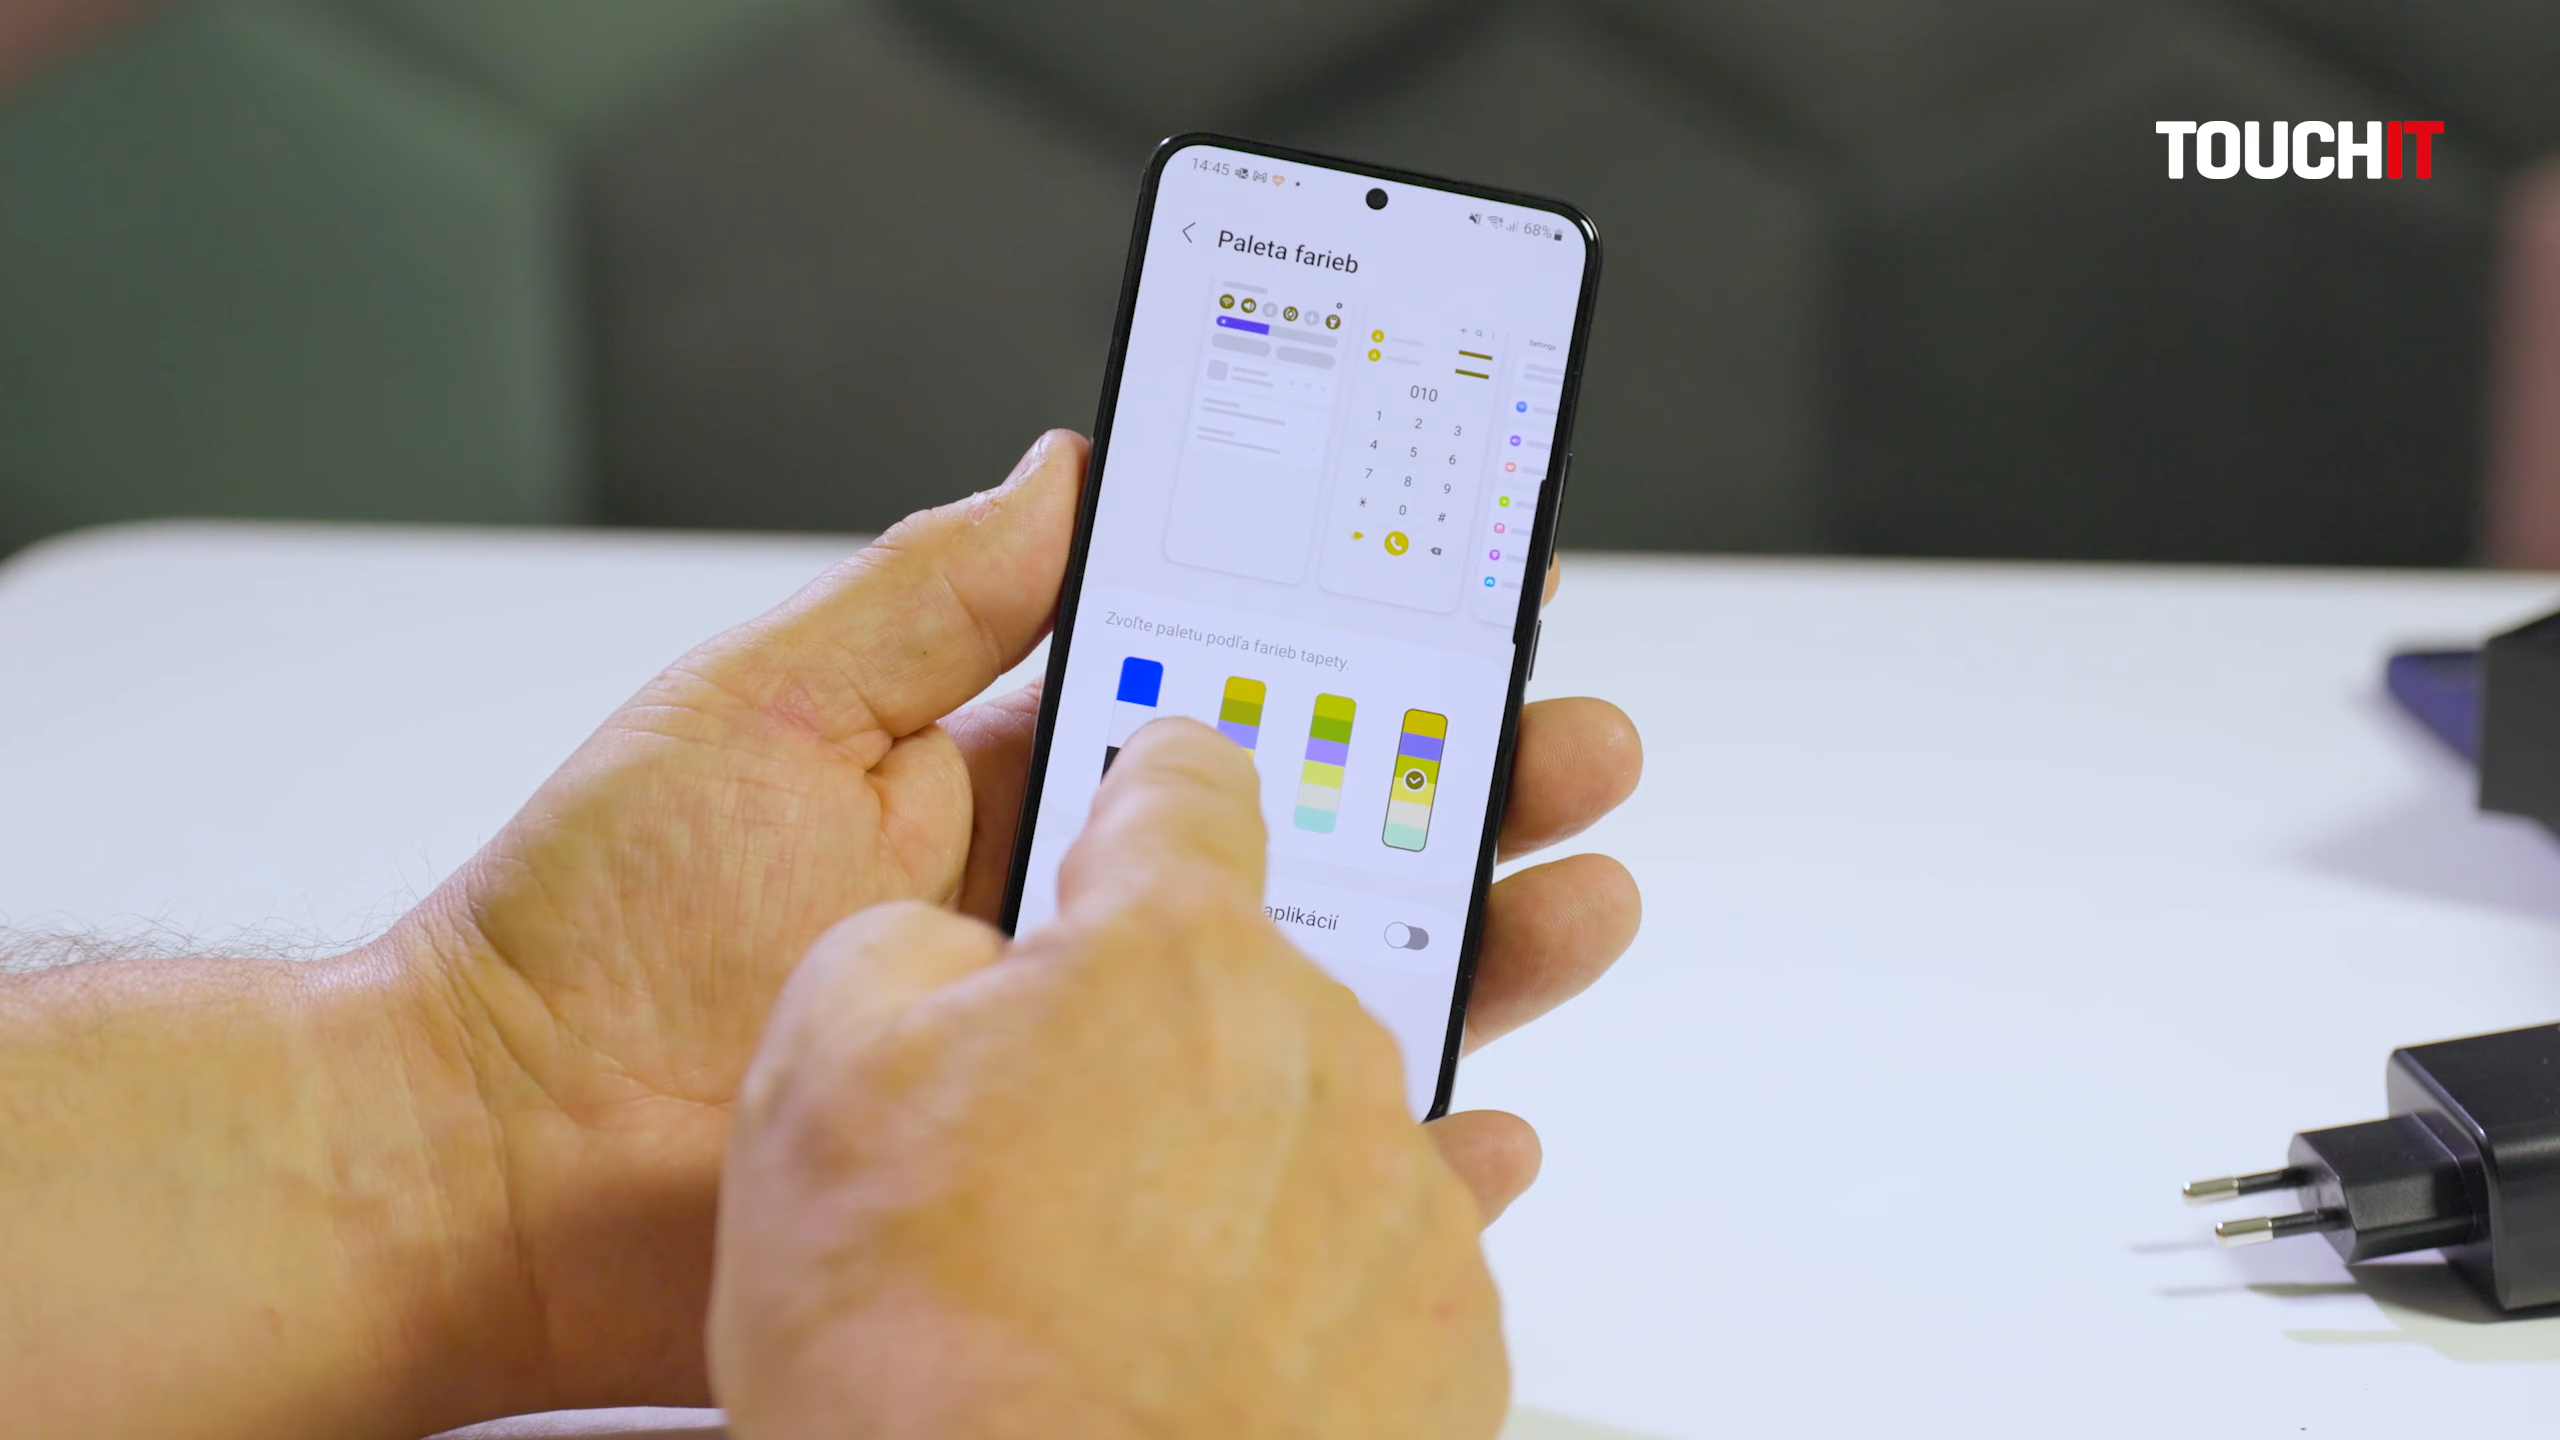 TOUCHIT
14:45
68%
Paleta farieb
Settings
010
1 2 3
4 5 6
7 8 9
* 0 #
Zvoľte paletu podľa farieb tapety.
aplikácií